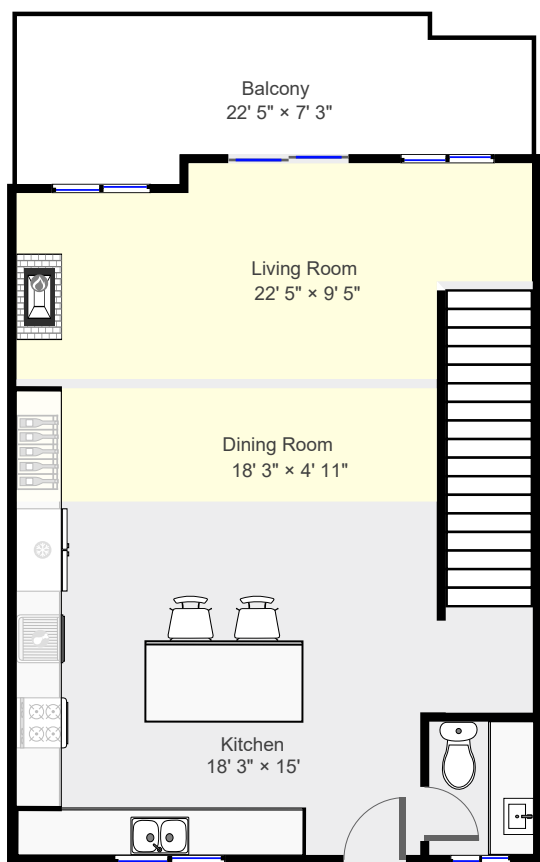 Balcony
22' 5" × 7' 3"
Living Room
22' 5" × 9' 5"
Dining Room
18' 3" × 4' 11"
Kitchen
18' 3" × 15'